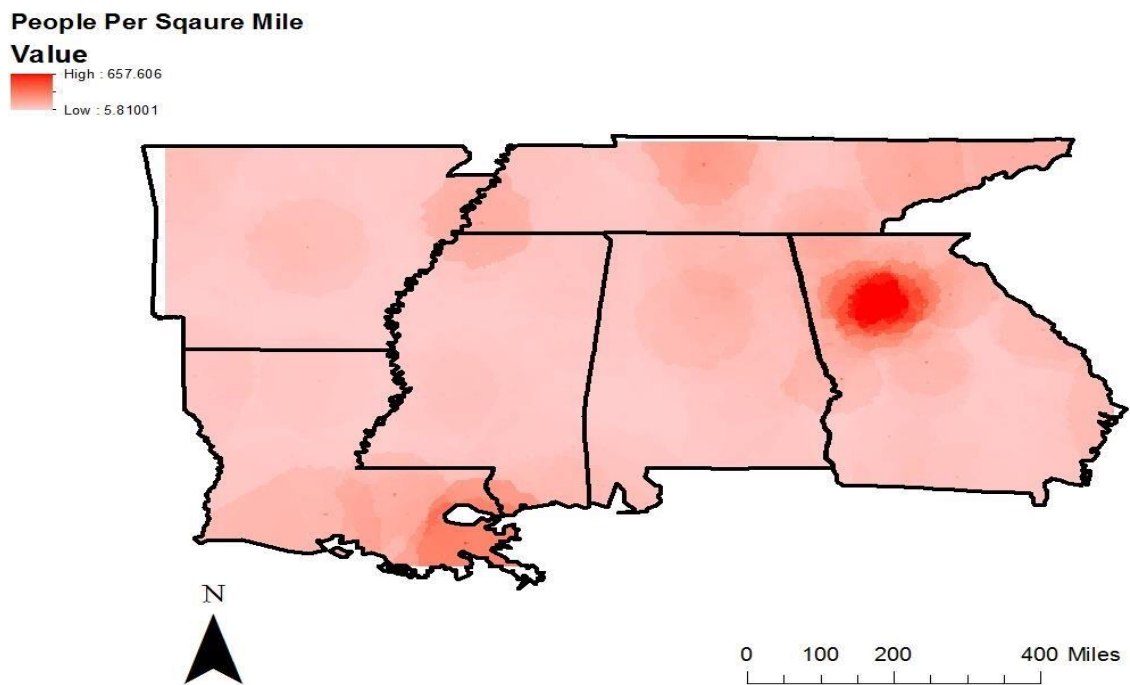 People Per Sqaure Mile
Value
High : 657.606
Low : 5.81001
N
0 100 200 400 Miles